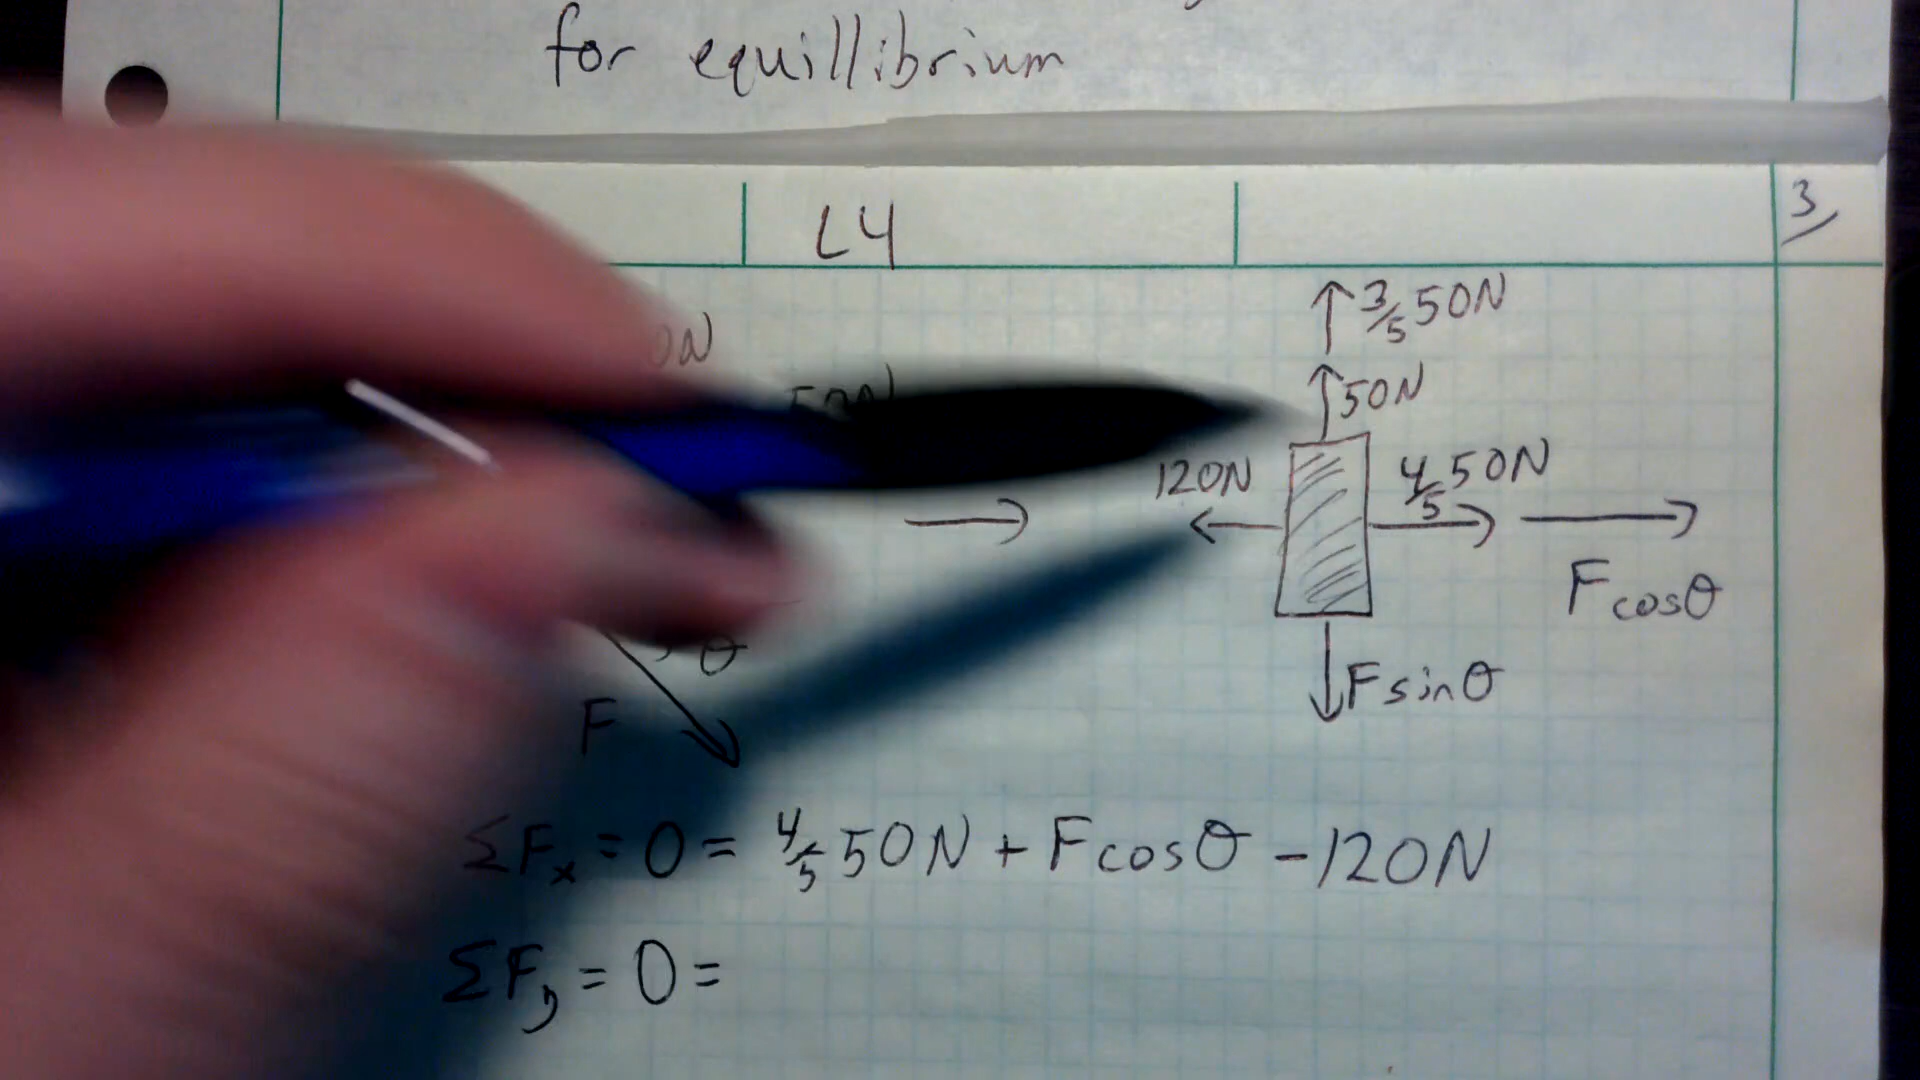 for equillibrium
L4
3/
3/5 50N
50N
120N
4/5 50N
F cosθ
F sinθ
θ
F
ΣFx = 0 = 4/5 50N + F cosθ - 120N
ΣFy = 0 =